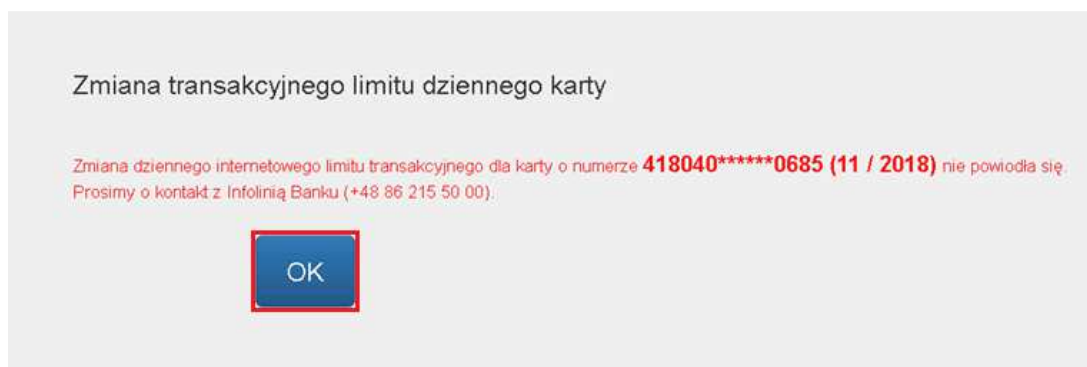 Zmiana transakcyjnego limitu dziennego karty
Zmiana dziennego internetowego limitu transakcyjnego dla karty o numerze 418040******0685 (11 / 2018) nie powiodła się.
Prosimy o kontakt z Infolinią Banku (+48 86 215 50 00).
OK